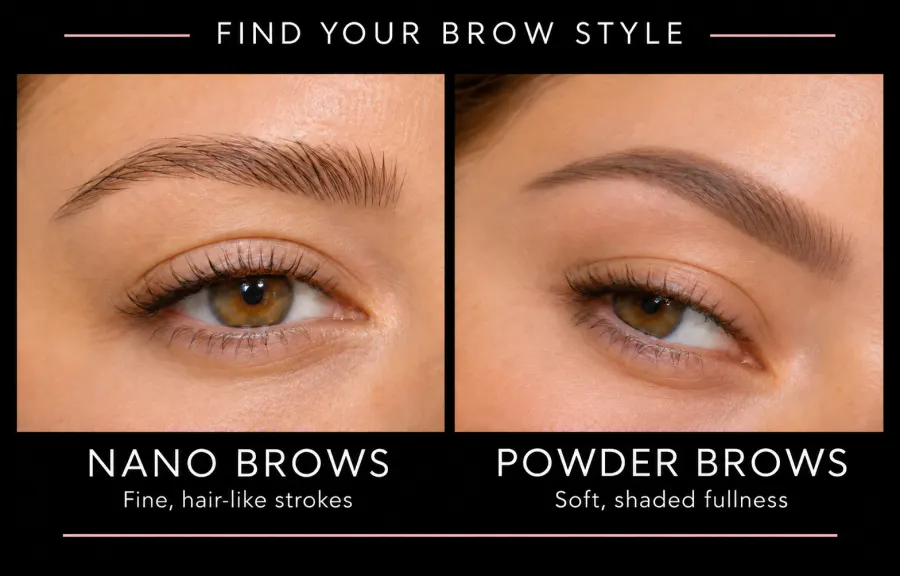 FIND YOUR BROW STYLE
NANO BROWS
Fine, hair-like strokes
POWDER BROWS
Soft, shaded fullness